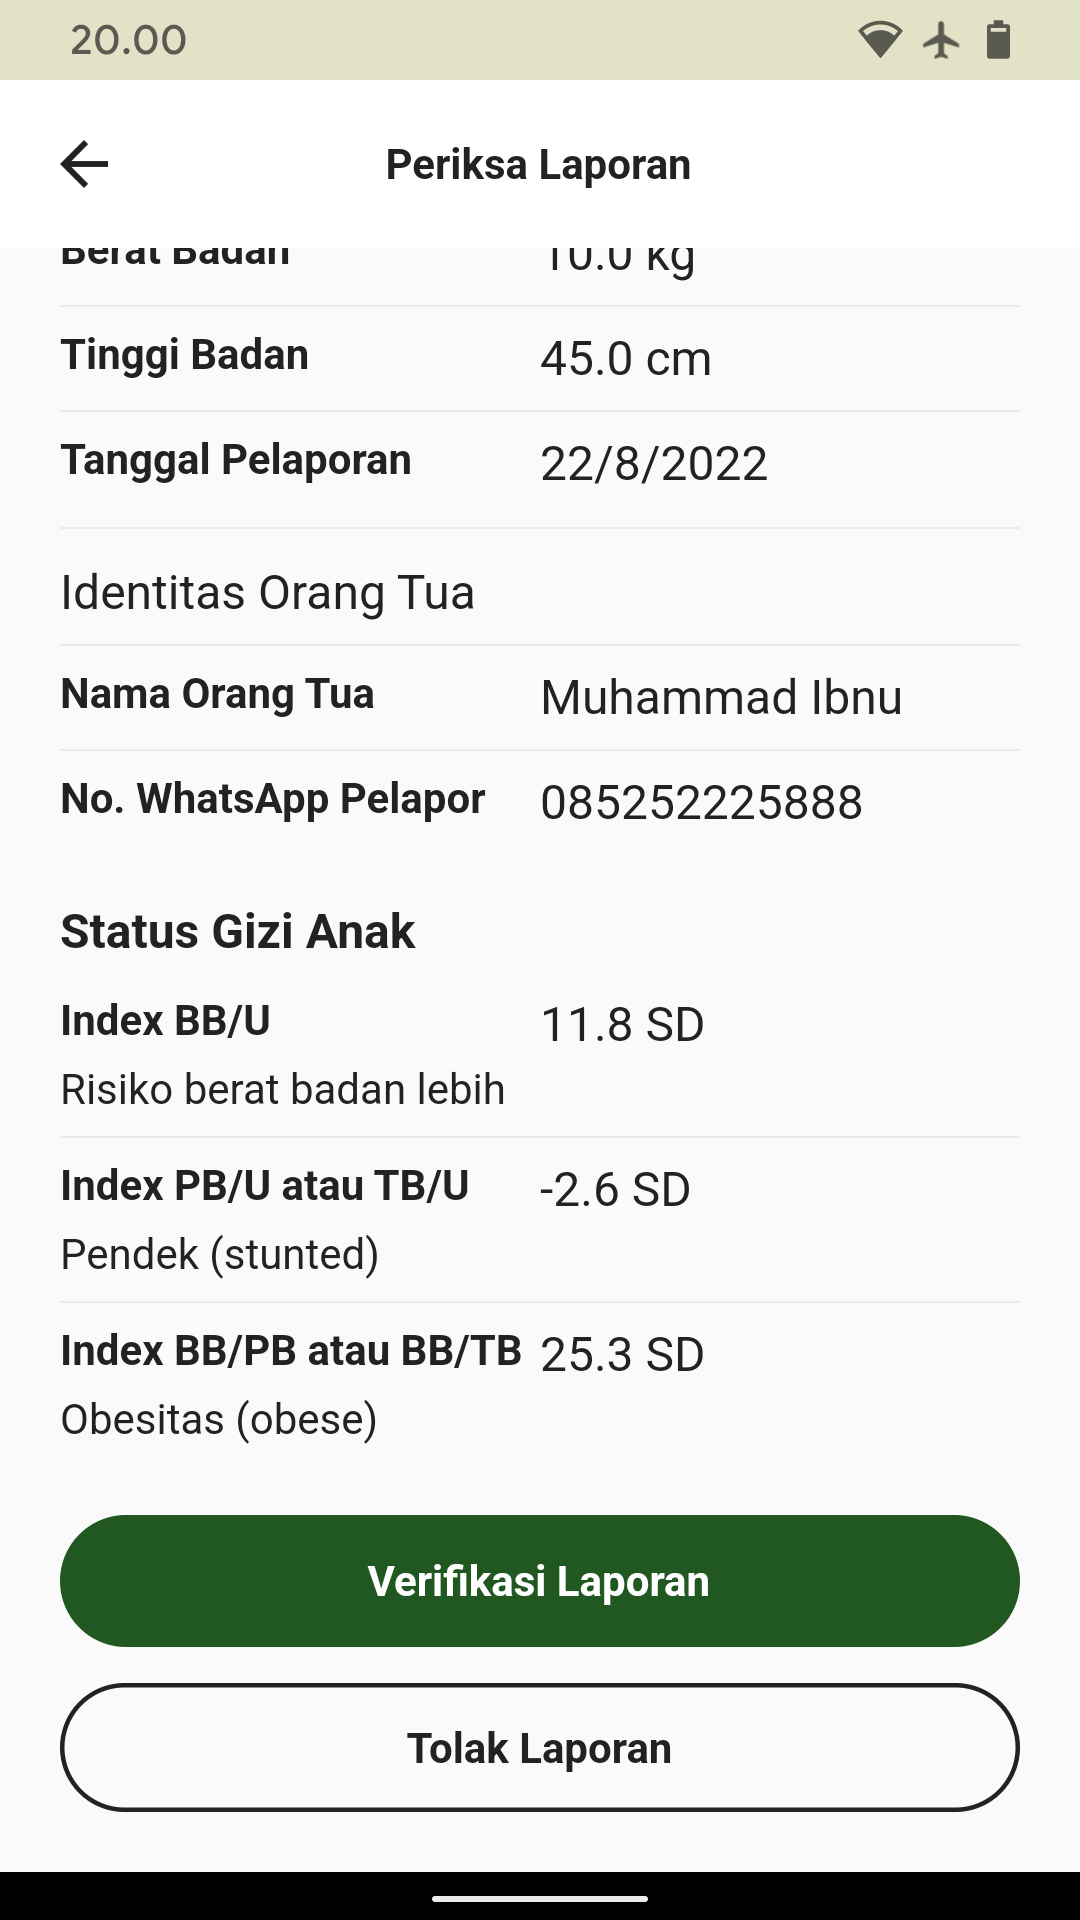 20.00
Periksa Laporan
Berat Badan 10.0 kg
Tinggi Badan 45.0 cm
Tanggal Pelaporan 22/8/2022
Identitas Orang Tua
Nama Orang Tua Muhammad Ibnu
No. WhatsApp Pelapor 085252225888
Status Gizi Anak
Index BB/U 11.8 SD
Risiko berat badan lebih
Index PB/U atau TB/U -2.6 SD
Pendek (stunted)
Index BB/PB atau BB/TB 25.3 SD
Obesitas (obese)
Verifikasi Laporan
Tolak Laporan